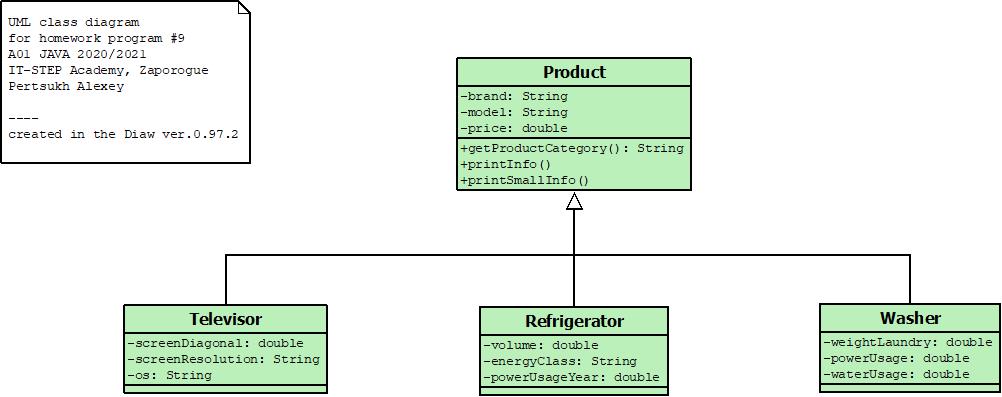 UML class diagram
for homework program #9
A01 JAVA 2020/2021
IT-STEP Academy, Zaporogue
Pertsukh Alexey
----
created in the Diaw ver.0.97.2
Product
-brand: String
-model: String
-price: double
+getProductCategory(): String
+printInfo()
+printSmallInfo()
Televisor
-screenDiagonal: double
-screenResolution: String
-os: String
Refrigerator
-volume: double
-energyClass: String
-powerUsageYear: double
Washer
-weightLaundry: double
-powerUsage: double
-waterUsage: double